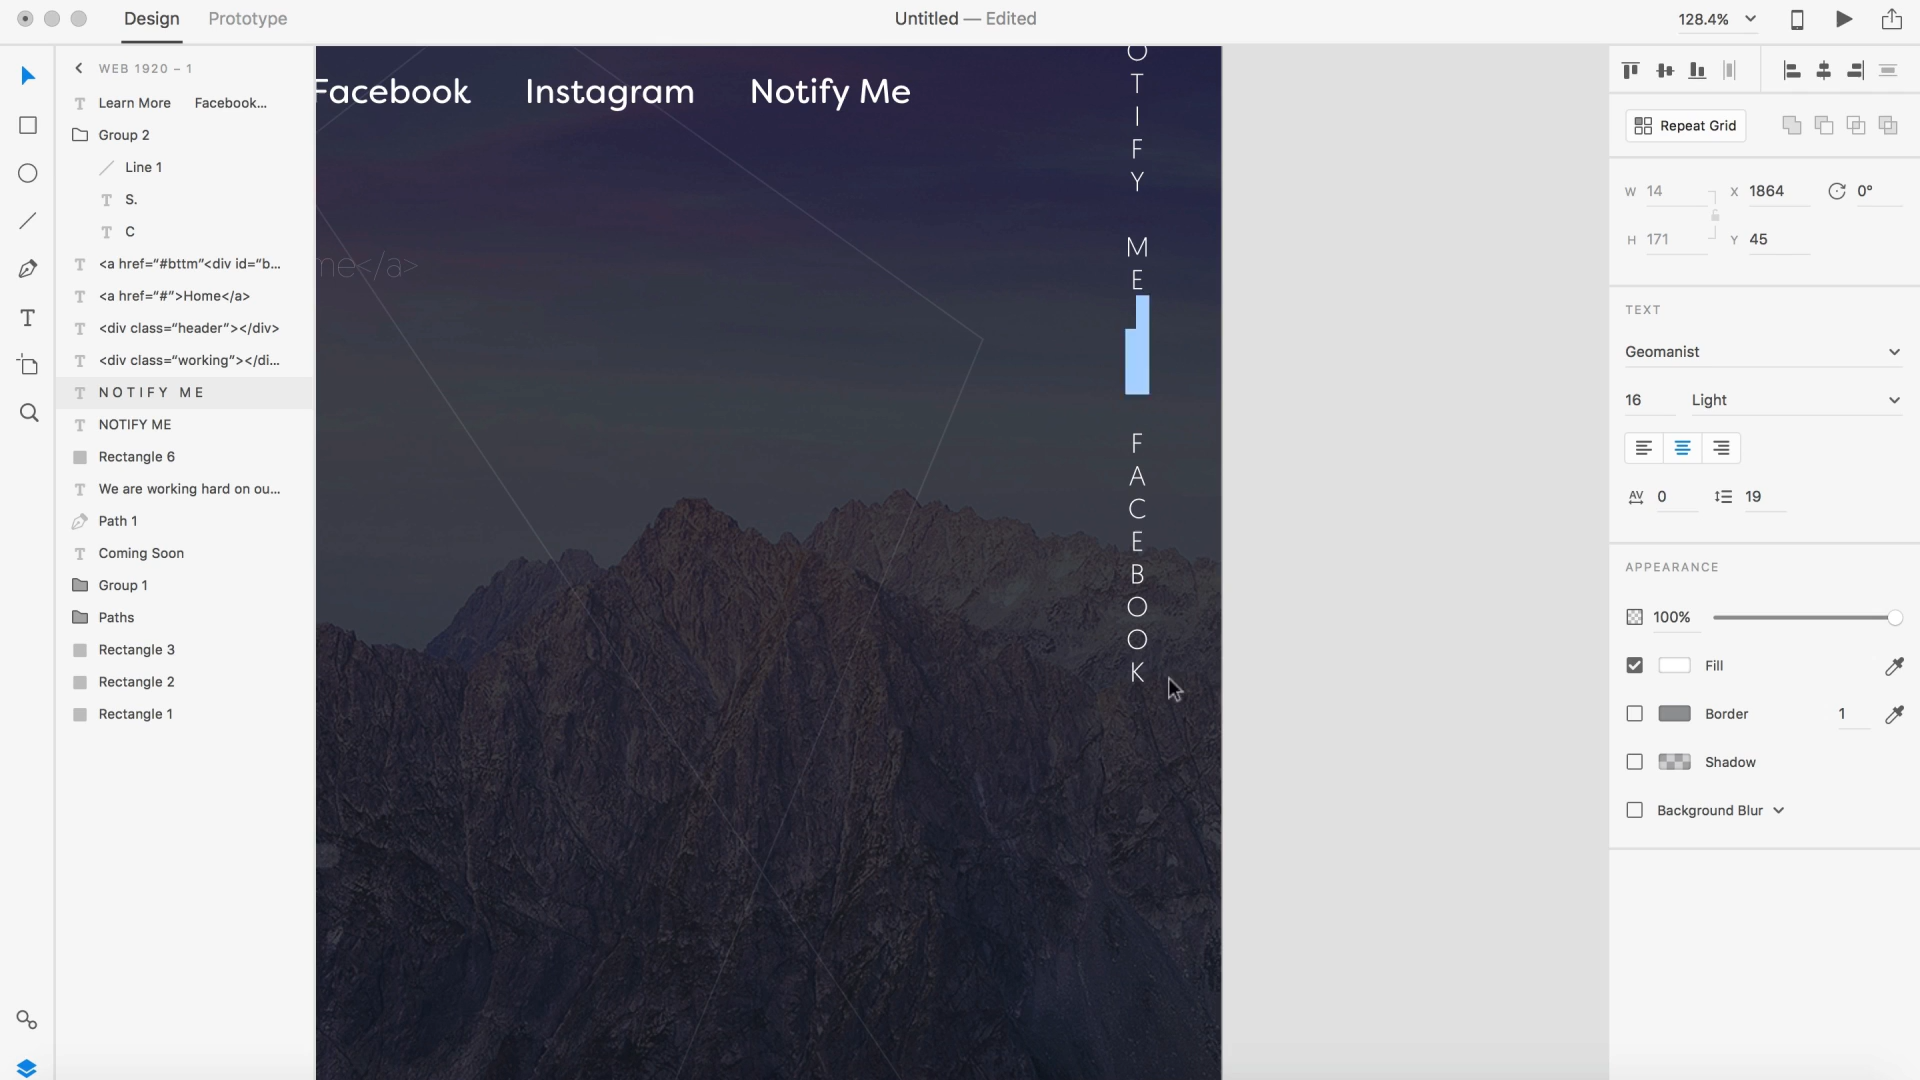 Design Prototype Untitled — Edited 128.4%
WEB 1920 – 1
Learn More Facebook...
Group 2
Line 1
S.
C
<a href="#bttm"<div id="b...
<a href="#">Home</a>
<div class="header"></div>
<div class="working"></di...
N O T I F Y  M E
NOTIFY ME
Rectangle 6
We are working hard on ou...
Path 1
Coming Soon
Group 1
Paths
Rectangle 3
Rectangle 2
Rectangle 1
Facebook Instagram Notify Me
me</a>
O
T
I
F
Y
M
E
F
A
C
E
B
O
O
K
Repeat Grid
W 14 X 1864 0°
H 171 Y 45
TEXT
Geomanist
16 Light
AV 0 19
APPEARANCE
100%
Fill
Border 1
Shadow
Background Blur